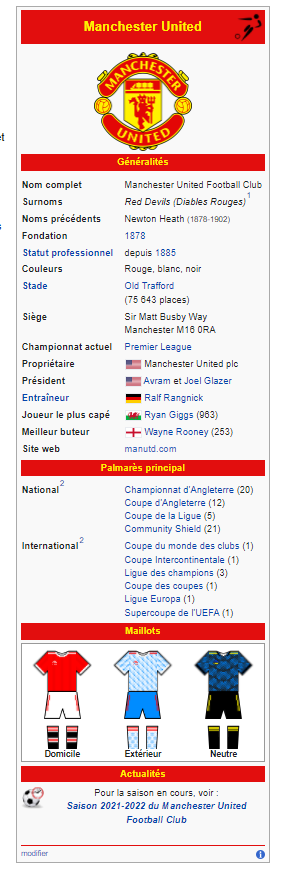 Manchester United
MANCHESTER
UNITED
Généralités
Nom complet Manchester United Football Club
Surnoms Red Devils (Diables Rouges)1
Noms précédents Newton Heath (1878-1902)
Fondation 1878
Statut professionnel depuis 1885
Couleurs Rouge, blanc, noir
Stade Old Trafford
(75 643 places)
Siège Sir Matt Busby Way
Manchester M16 0RA
Championnat actuel Premier League
Propriétaire Manchester United plc
Président Avram et Joel Glazer
Entraîneur Ralf Rangnick
Joueur le plus capé Ryan Giggs (963)
Meilleur buteur Wayne Rooney (253)
Site web manutd.com
Palmarès principal
National2 Championnat d'Angleterre (20)
Coupe d'Angleterre (12)
Coupe de la Ligue (5)
Community Shield (21)
International2 Coupe du monde des clubs (1)
Coupe Intercontinentale (1)
Ligue des champions (3)
Coupe des coupes (1)
Ligue Europa (1)
Supercoupe de l'UEFA (1)
Maillots
Domicile Extérieur Neutre
Actualités
Pour la saison en cours, voir :
Saison 2021-2022 du Manchester United
Football Club
modifier